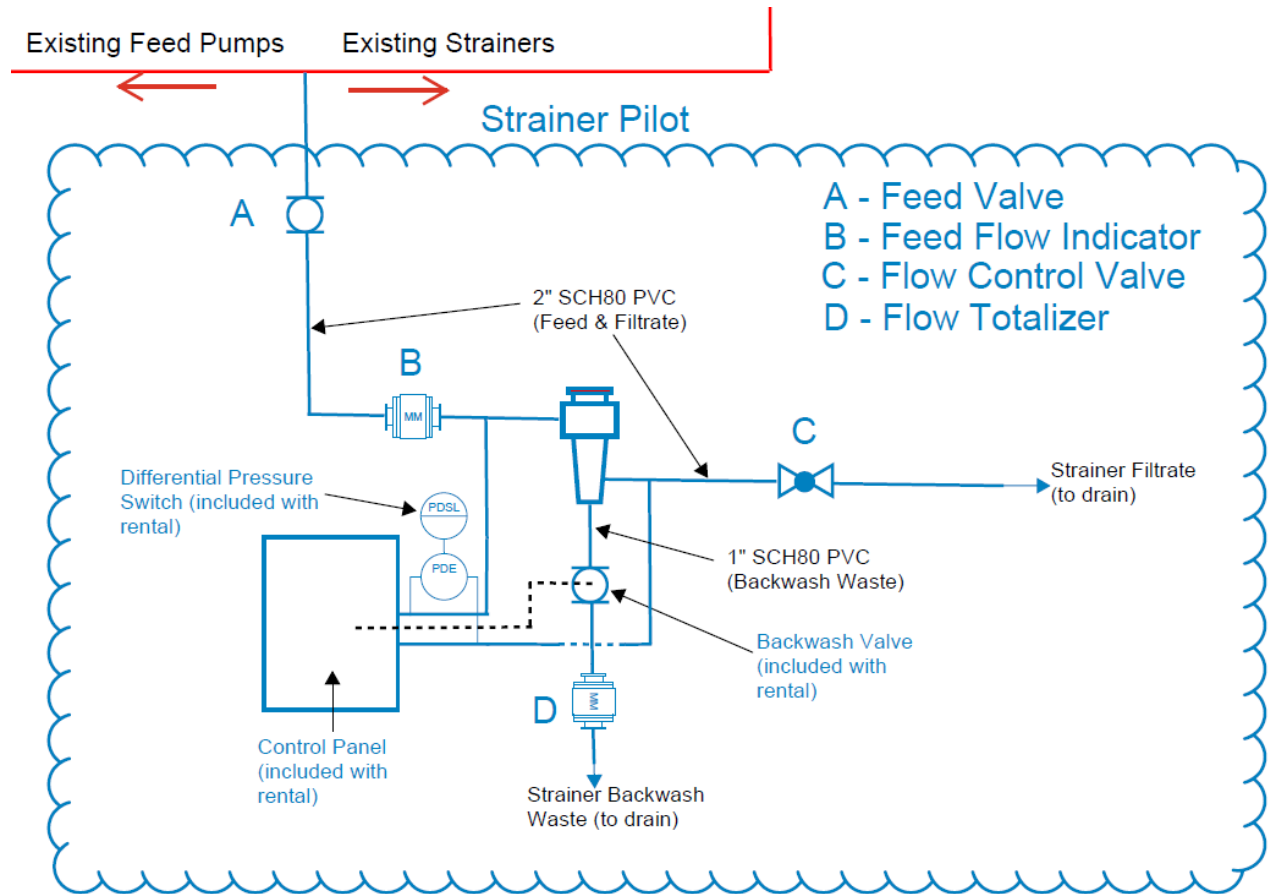 Existing Feed Pumps
Existing Strainers
Strainer Pilot
A - Feed Valve
B - Feed Flow Indicator
C - Flow Control Valve
D - Flow Totalizer
A
2" SCH80 PVC
(Feed & Filtrate)
B
MM
C
Differential Pressure
Switch (included with
rental)
PDSL
PDE
Strainer Filtrate
(to drain)
1" SCH80 PVC
(Backwash Waste)
Backwash Valve
(included with
rental)
D
MM
Control Panel
(included with
rental)
Strainer Backwash
Waste (to drain)